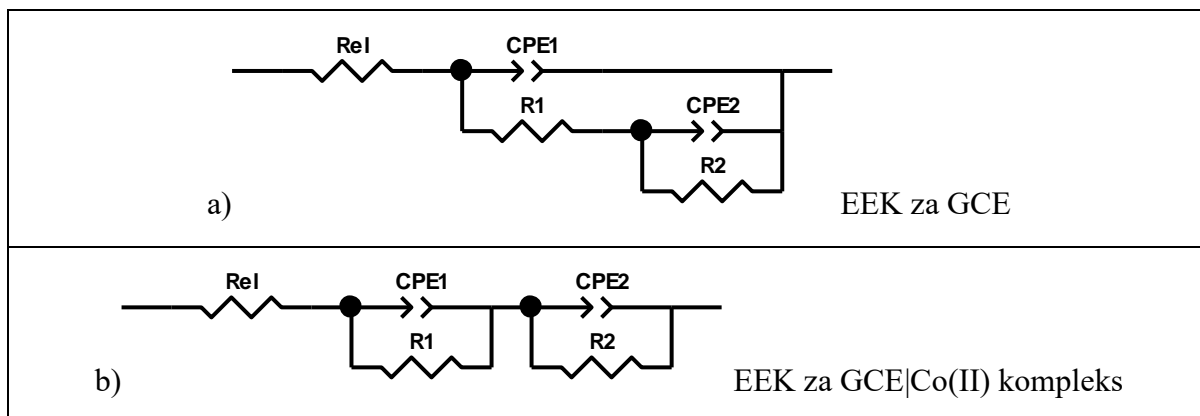 Rel
CPE1
R1
CPE2
R2
a)
EEK za GCE
Rel
CPE1
CPE2
R1
R2
b)
EEK za GCE|Co(II) kompleks